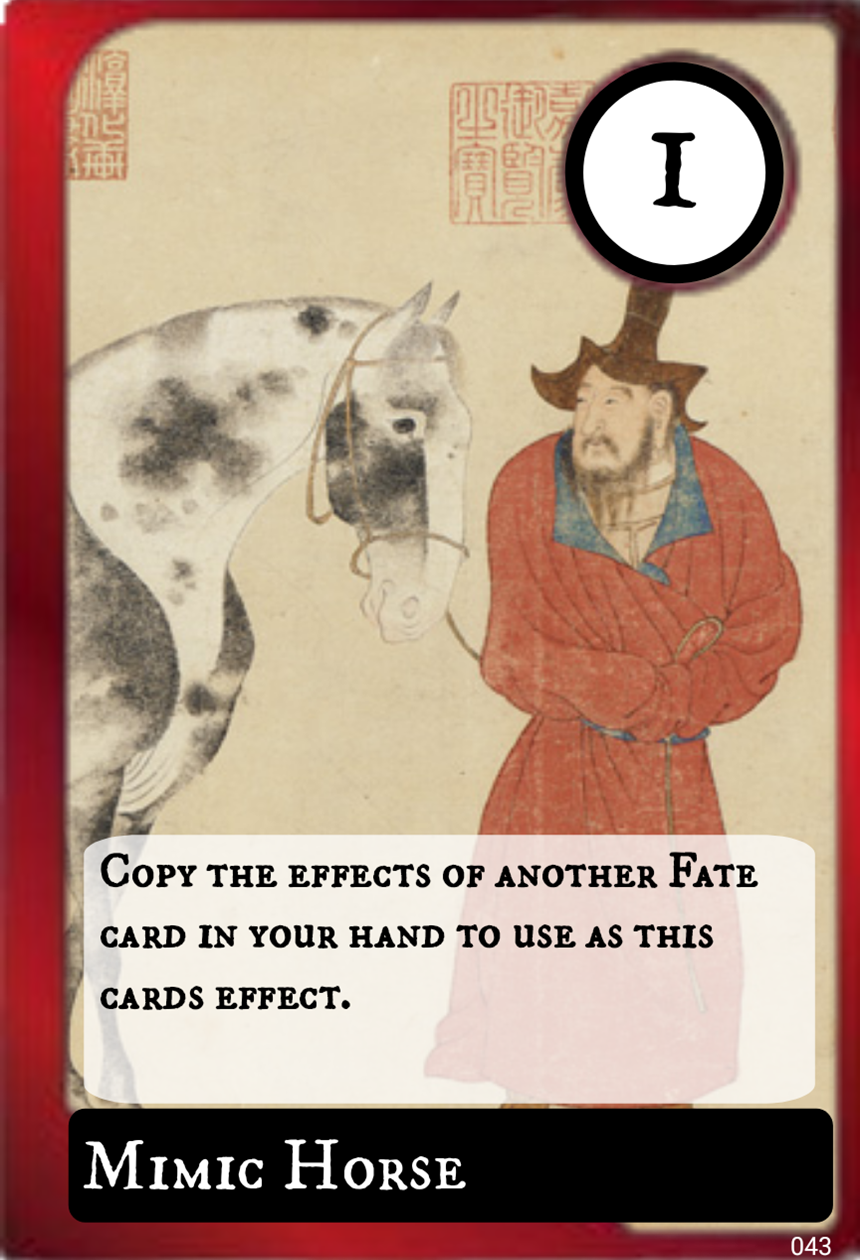 I
Copy the effects of another Fate
card in your hand to use as this
cards effect.
Mimic Horse
043